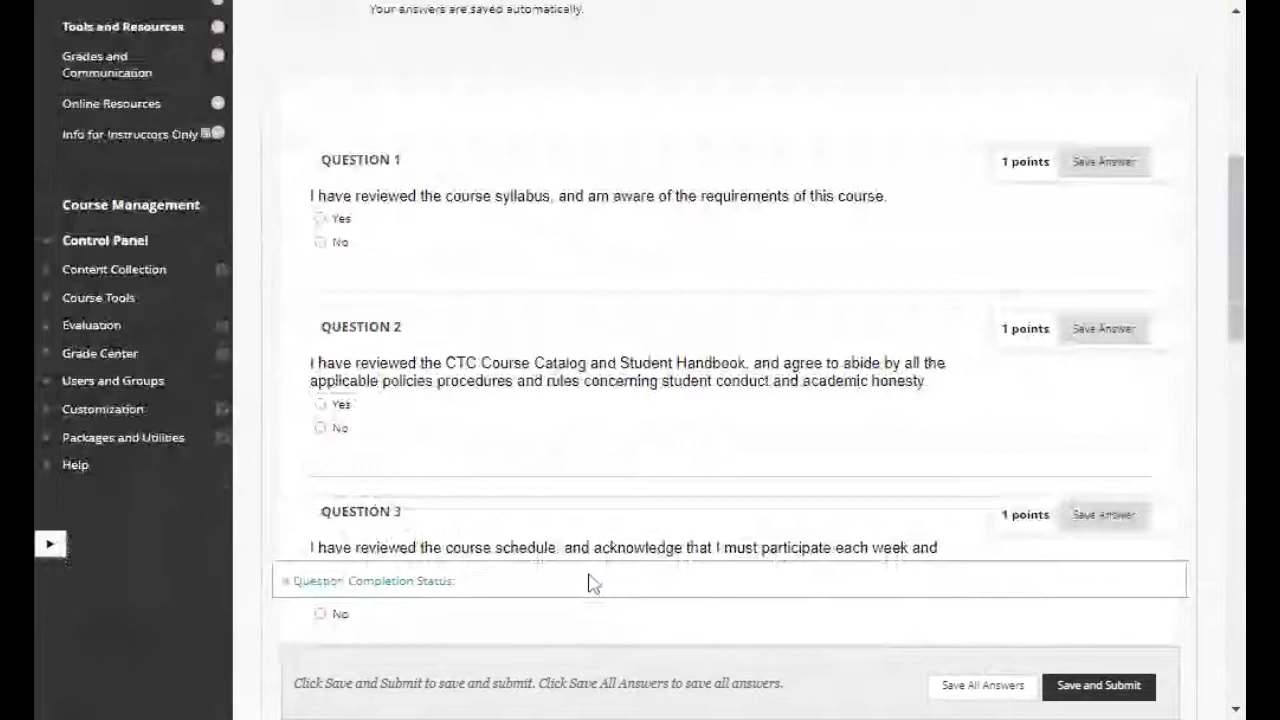 Your answers are saved automatically.
Tools and Resources
Grades and
Communication
Online Resources
Info for Instructors Only
Course Management
Control Panel
Content Collection
Course Tools
Evaluation
Grade Center
Users and Groups
Customization
Packages and Utilities
Help
QUESTION 1
1 points
Save Answer
I have reviewed the course syllabus, and am aware of the requirements of this course.
Yes
No
QUESTION 2
1 points
Save Answer
I have reviewed the CTC Course Catalog and Student Handbook, and agree to abide by all the
applicable policies procedures and rules concerning student conduct and academic honesty
Yes
No
QUESTION 3
1 points
Save Answer
I have reviewed the course schedule, and acknowledge that I must participate each week and
Question Completion Status:
No
Click Save and Submit to save and submit. Click Save All Answers to save all answers.
Save All Answers
Save and Submit